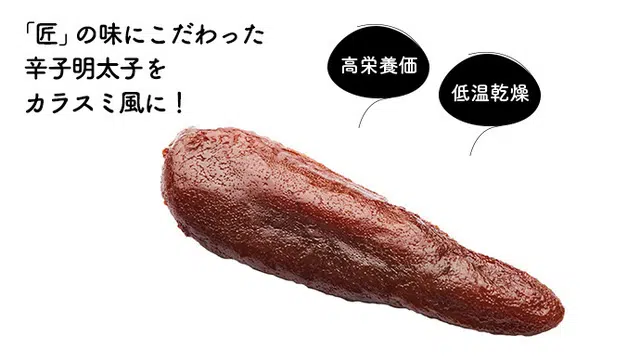 「匠」の味にこだわった
辛子明太子を
カラスミ風に！
高栄養価
低温乾燥